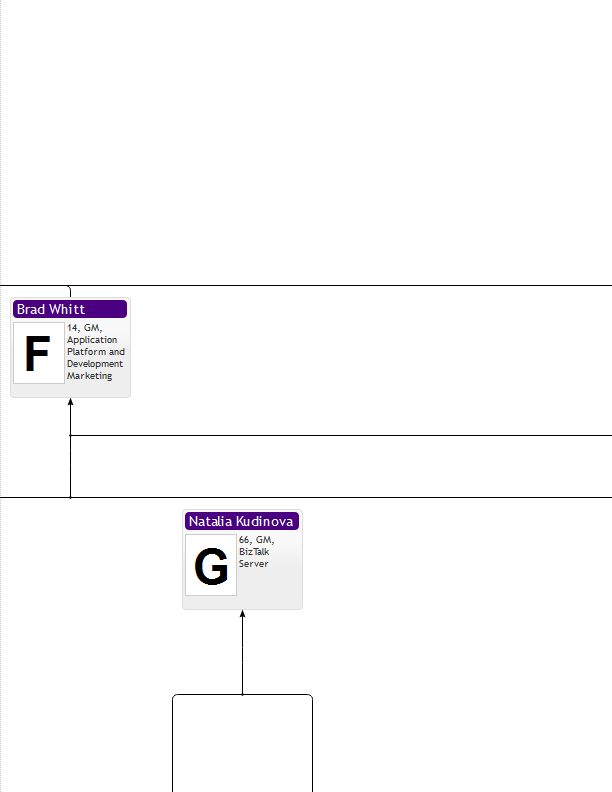 Brad Whitt
F
14, GM,
Application
Platform and
Development
Marketing
Natalia Kudinova
G
66, GM,
BizTalk
Server